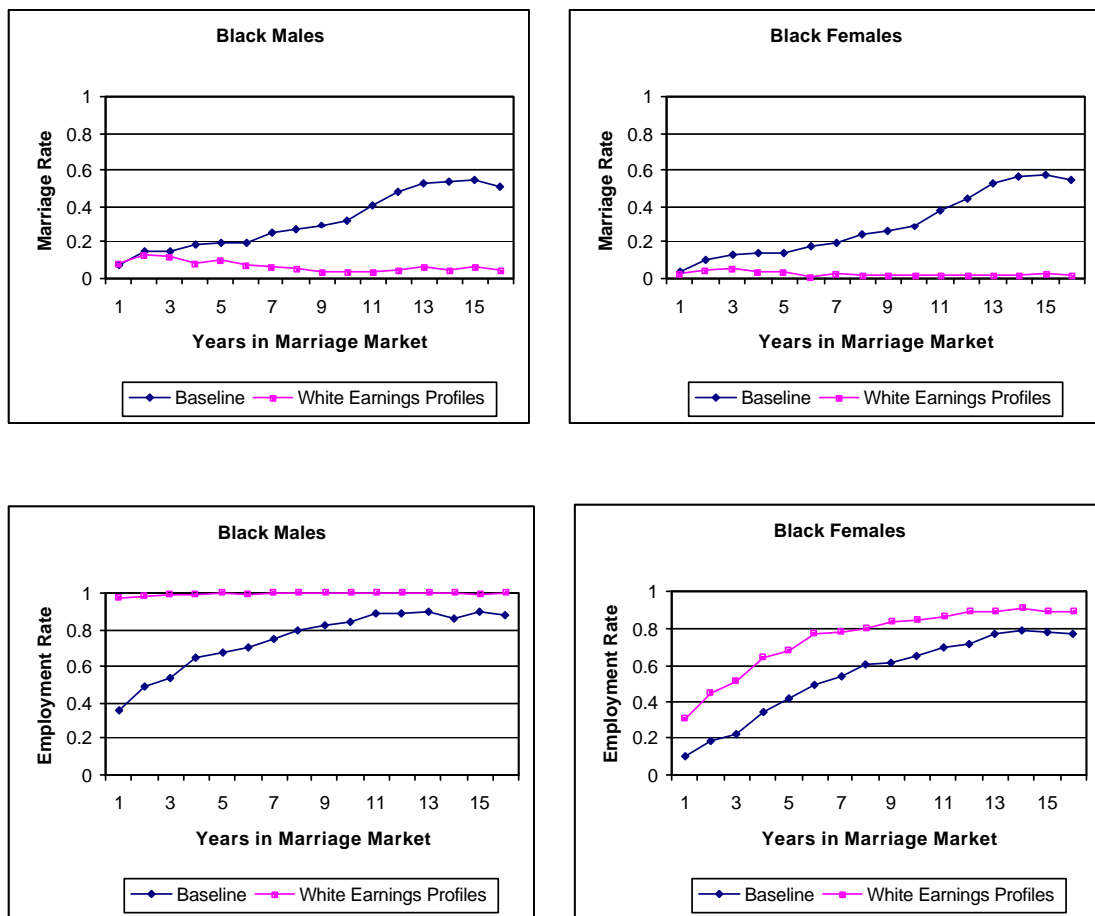 Black Males
Marriage Rate
1
0.8
0.6
0.4
0.2
0
1 3 5 7 9 11 13 15
Years in Marriage Market
Baseline White Earnings Profiles
Black Females
Marriage Rate
1
0.8
0.6
0.4
0.2
0
1 3 5 7 9 11 13 15
Years in Marriage Market
Baseline White Earnings Profiles
Black Males
Employment Rate
1
0.8
0.6
0.4
0.2
0
1 3 5 7 9 11 13 15
Years in Marriage Market
Baseline White Earnings Profiles
Black Females
Employment Rate
1
0.8
0.6
0.4
0.2
0
1 3 5 7 9 11 13 15
Years in Marriage Market
Baseline White Earnings Profiles